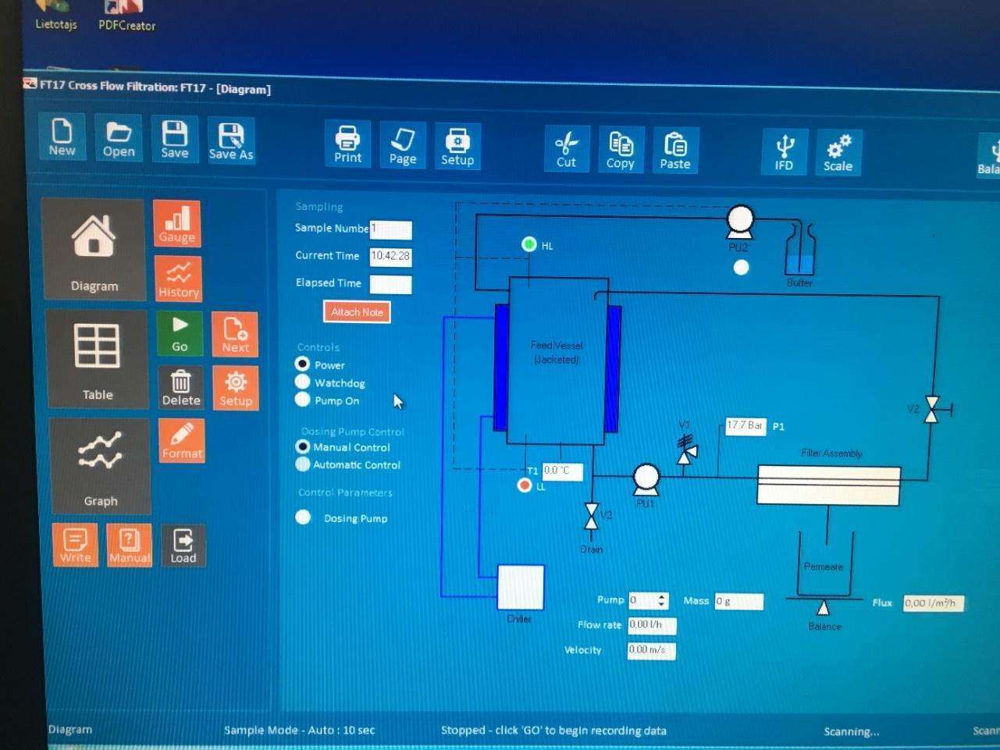 Lietotajs
PDFCreator
FT17 Cross Flow Filtration: FT17 - [Diagram]
New
Open
Save
Save As
Print
Page
Setup
Cut
Copy
Paste
IFD
Scale
Diagram
Gauge
History
Table
Go
Next
Delete
Setup
Graph
Format
Write
Manual
Load
Sampling
Sample Numbe 1
Current Time 10:42:28
Elapsed Time
Attach Note
Controls
Power
Watchdog
Pump On
Dosing Pump Control
Manual Control
Automatic Control
Control Parameters
Dosing Pump
HL
PU2
Buffer
Feed Vessel
(Jacketed)
V2
V1
17,7 Bar P1
Filter Assembly
T1 0,0 °C
LL
PU1
V2
Drain
Permeate
Chiller
Pump 0
Mass 0 g
Flux 0,00 l/m²/h
Flow rate 0,00 l/h
Balance
Velocity 0,00 m/s
Diagram
Sample Mode - Auto : 10 sec
Stopped - click 'GO' to begin recording data
Scanning...